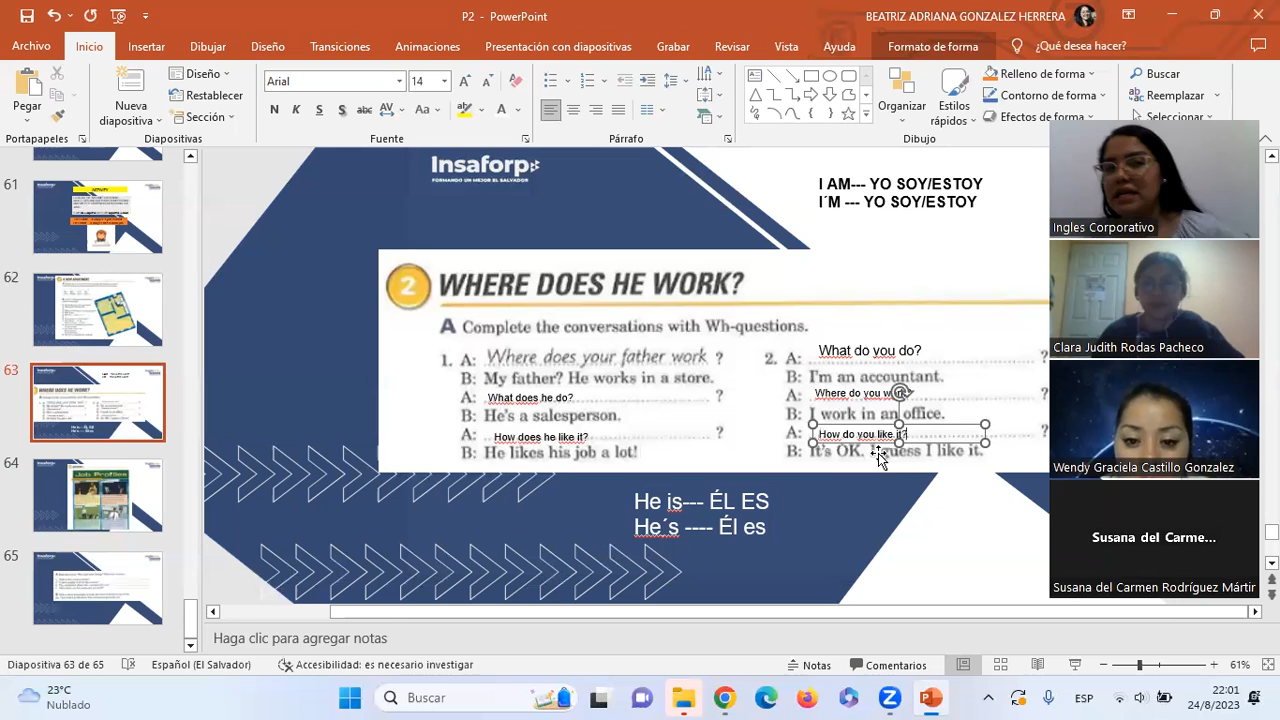 P2 - PowerPoint
BEATRIZ ADRIANA GONZALEZ HERRERA
Archivo Inicio Insertar Dibujar Diseño Transiciones Animaciones Presentación con diapositivas Grabar Revisar Vista Ayuda Formato de forma ¿Qué desea hacer?
Pegar
Nueva diapositiva
Diseño
Restablecer
Sección
Arial 14
N K S S abc AV Aa A
Organizar
Estilos rápidos
Relleno de forma
Contorno de forma
Efectos de forma
Buscar
Reemplazar
Seleccionar
Portapapeles Diapositivas Fuente Párrafo Dibujo
61
62
63
64
65
Insaforp
FORMANDO UN MEJOR EL SALVADOR
I AM--- YO SOY/ESTOY
I´M --- YO SOY/ESTOY
2 WHERE DOES HE WORK?
A Complete the conversations with Wh-questions.
1. A: Where does your father work ?
B: My father? He works in a store.
A: What does he do? ?
B: He's a salesperson.
A: How does he like it? ?
B: He likes his job a lot!
2. A: What do you do? ?
B: I'm an accountant.
A: Where do you ?
B: I work in an office.
A: How do you like it? ?
B: It's OK. I guess I like it.
He is--- ÉL ES
He´s ---- Él es
Job Profiles
Ingles Corporativo
Clara Judith Rodas Pacheco
Wendy Graciela Castillo Gonzalez
Susana del Carme...
Susana del Carmen Rodriguez Martir
Haga clic para agregar notas
Diapositiva 63 de 65 Español (El Salvador) Accesibilidad: es necesario investigar Notas Comentarios 61%
23°C
Nublado
Buscar
ESP
22:01
24/8/2023